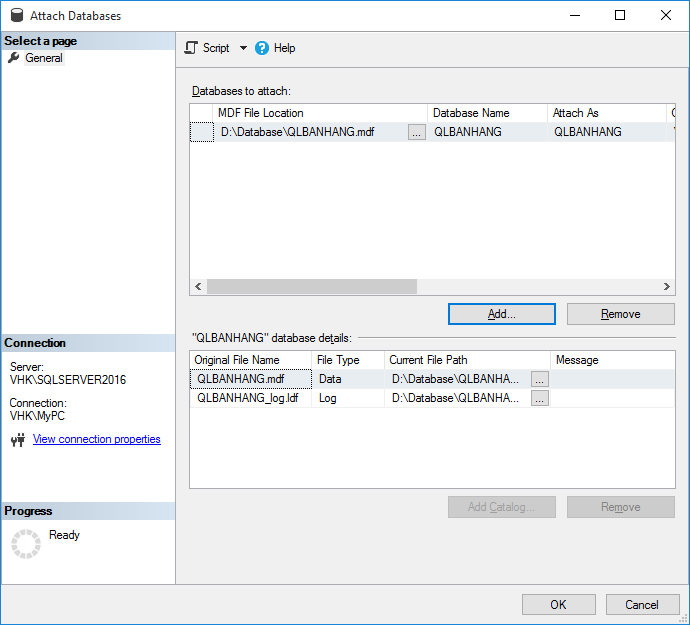 Attach Databases
Select a page
General
Script
Help
Databases to attach:
MDF File Location Database Name Attach As
D:\Database\QLBANHANG.mdf ... QLBANHANG QLBANHANG
Add...
Remove
"QLBANHANG" database details:
Original File Name File Type Current File Path Message
QLBANHANG.mdf Data D:\Database\QLBANHA... ...
QLBANHANG_log.ldf Log D:\Database\QLBANHA... ...
Add Catalog...
Remove
Connection
Server:
VHK\SQLSERVER2016
Connection:
VHK\MyPC
View connection properties
Progress
Ready
OK
Cancel